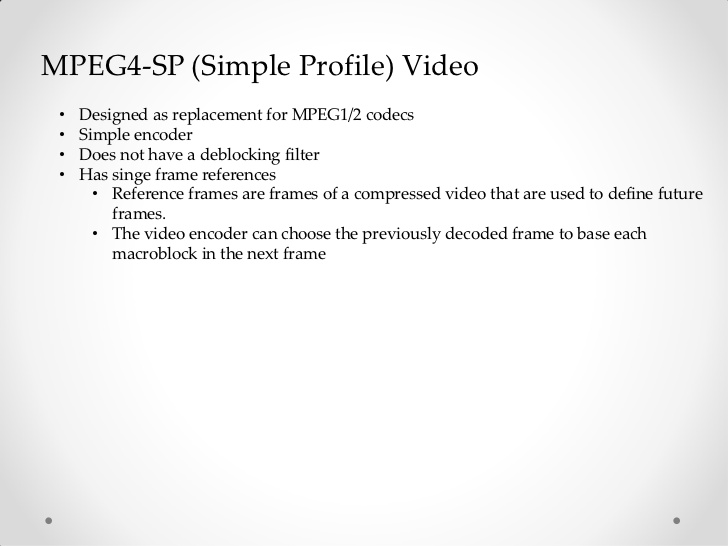 MPEG4-SP (Simple Profile) Video
• Designed as replacement for MPEG1/2 codecs
• Simple encoder
• Does not have a deblocking filter
• Has singe frame references
• Reference frames are frames of a compressed video that are used to define future
frames.
• The video encoder can choose the previously decoded frame to base each
macroblock in the next frame